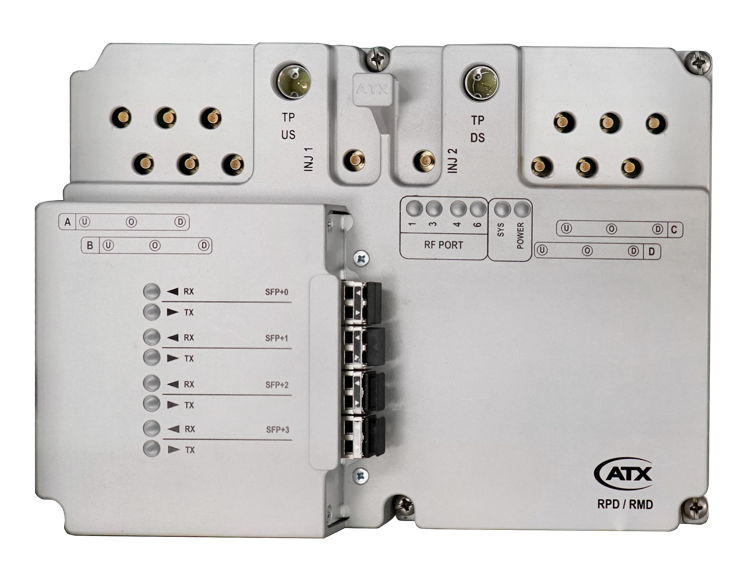 ATX
TP
US
INJ 1
TP
DS
INJ 2
A U O D
B U O D
1 3 4 6
RF PORT
SYS
POWER
U O D C
U O D D
RX SFP+0
TX
RX SFP+1
TX
RX SFP+2
TX
RX SFP+3
TX
ATX
RPD / RMD